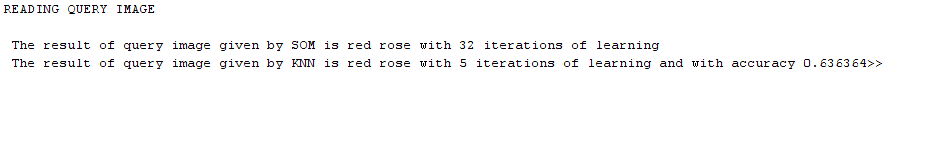 READING QUERY IMAGE
The result of query image given by SOM is red rose with 32 iterations of learning
The result of query image given by KNN is red rose with 5 iterations of learning and with accuracy 0.636364>>